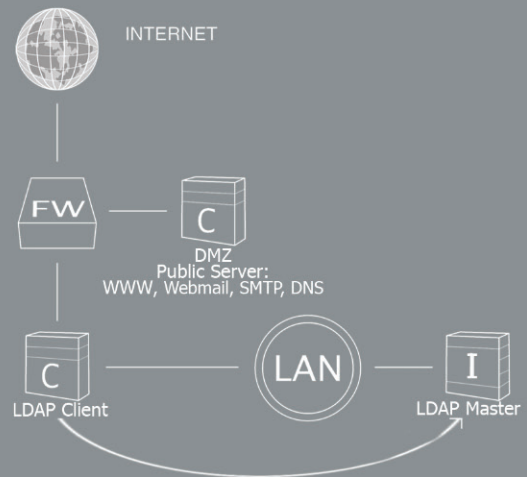 INTERNET
FW
C
DMZ
Public Server:
WWW, Webmail, SMTP, DNS
C
LDAP Client
LAN
I
LDAP Master